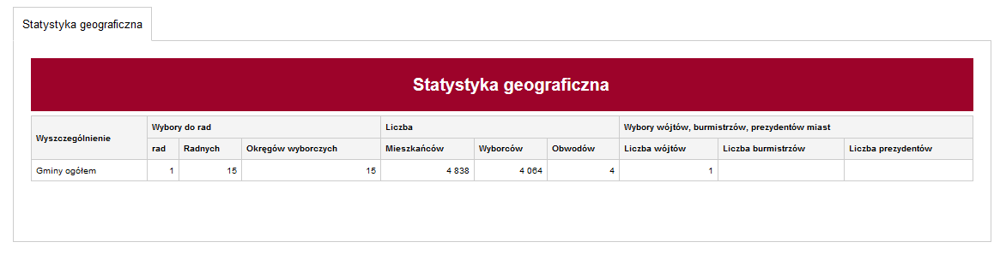 Statystyka geograficzna
Statystyka geograficzna
Wyszczególnienie Wybory do rad Liczba Wybory wójtów, burmistrzów, prezydentów miast
rad Radnych Okręgów wyborczych Mieszkańców Wyborców Obwodów Liczba wójtów Liczba burmistrzów Liczba prezydentów
Gminy ogółem 1 15 15 4 838 4 064 4 1